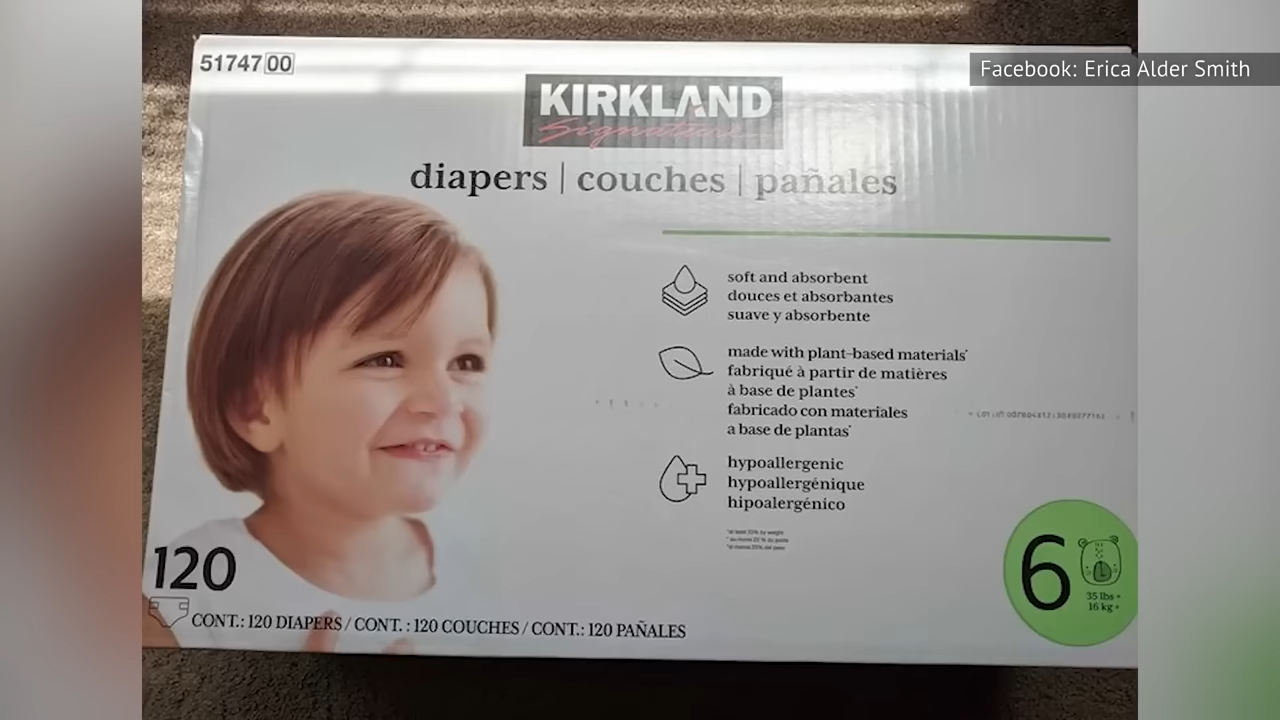 51747 00
Facebook: Erica Alder Smith
KIRKLAND
Signature
diapers | couches | pañales
soft and absorbent
douces et absorbantes
suave y absorbente
made with plant-based materials*
fabriqué à partir de matières
à base de plantes*
fabricado con materiales
a base de plantas*
hypoallergenic
hypoallergénique
hipoalergénico
6
35 lbs +
16 kg +
120
CONT.: 120 DIAPERS / CONT. : 120 COUCHES / CONT.: 120 PAÑALES